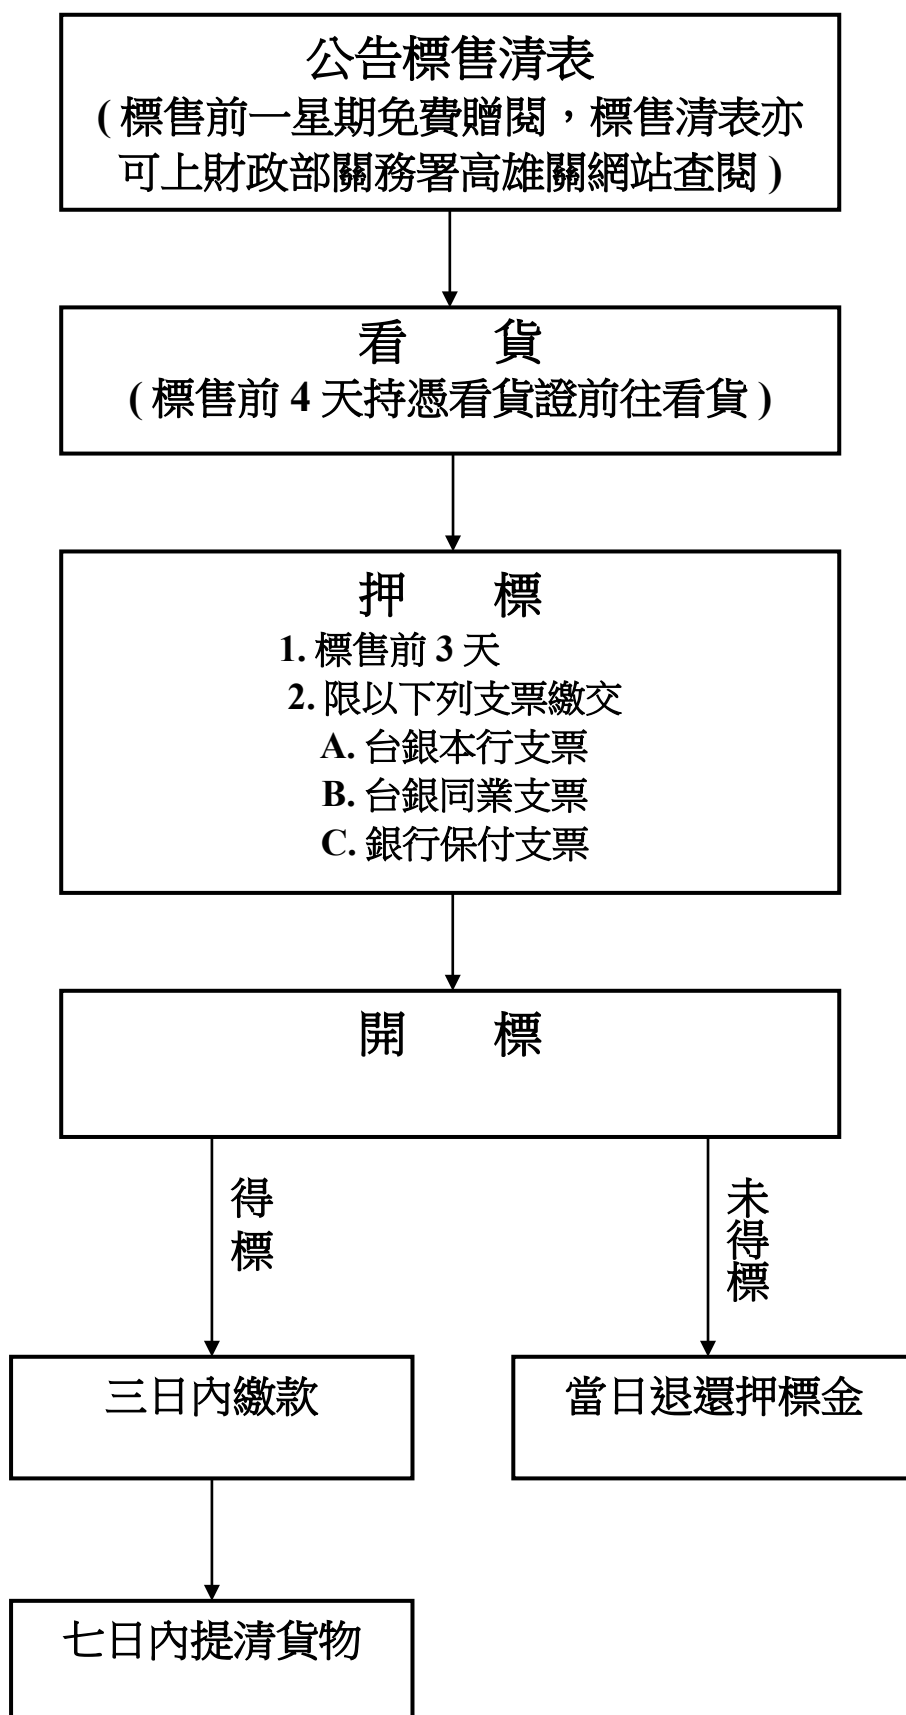 公告標售清表
( 標售前一星期免費贈閱，標售清表亦
可上財政部關務署高雄關網站查閱 )
看　貨
( 標售前 4 天持憑看貨證前往看貨 )
押　標
1. 標售前 3 天
2. 限以下列支票繳交
A. 台銀本行支票
B. 台銀同業支票
C. 銀行保付支票
開　標
得標
未得標
三日內繳款
當日退還押標金
七日內提清貨物